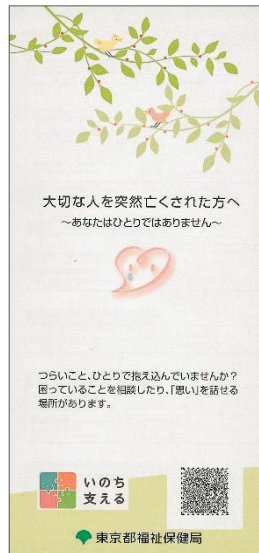 大切な人を突然亡くされた方へ
～あなたはひとりではありません～
つらいこと、ひとりで抱え込んでいませんか？
困っていることを相談したり、「思い」を話せる
場所があります。
いのち
支える
東京都福祉保健局